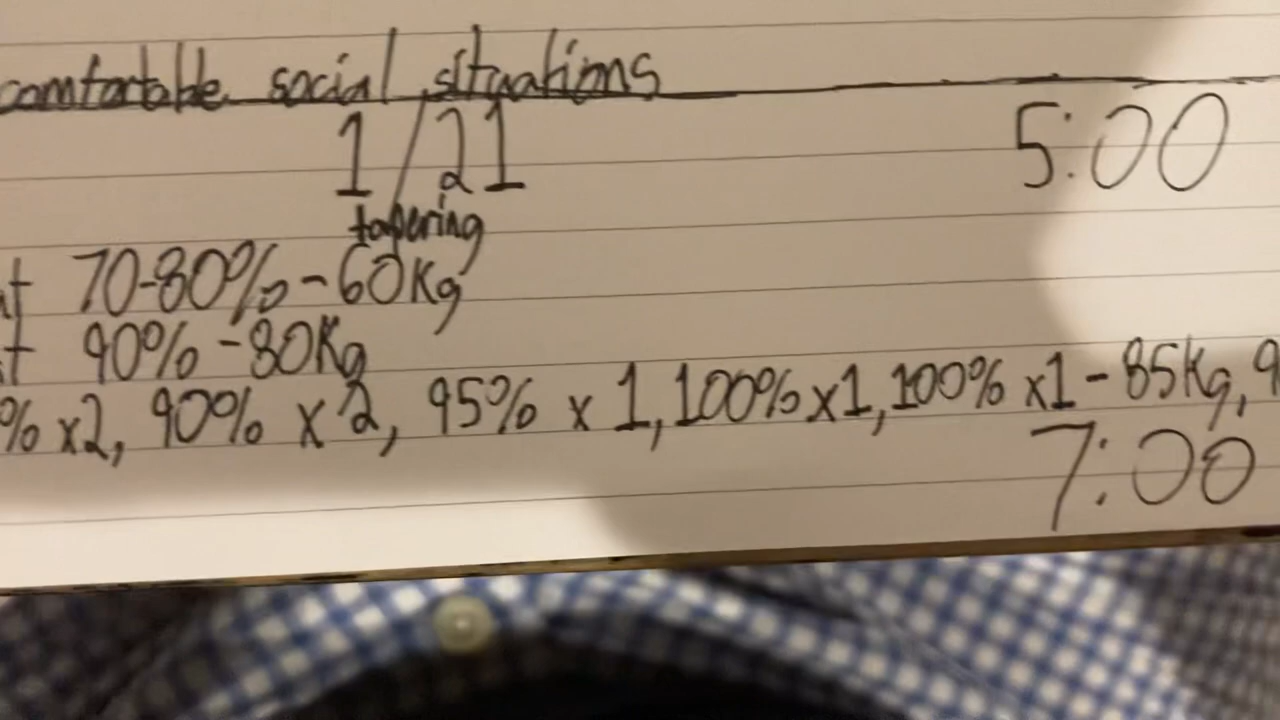 comfortable social situations
1/21 5:00
tapering
70-80% - 60Kg
90% - 80Kg
% x2, 90% x 2, 95% x 1, 100% x1, 100% x1 - 85Kg, 9
7:00